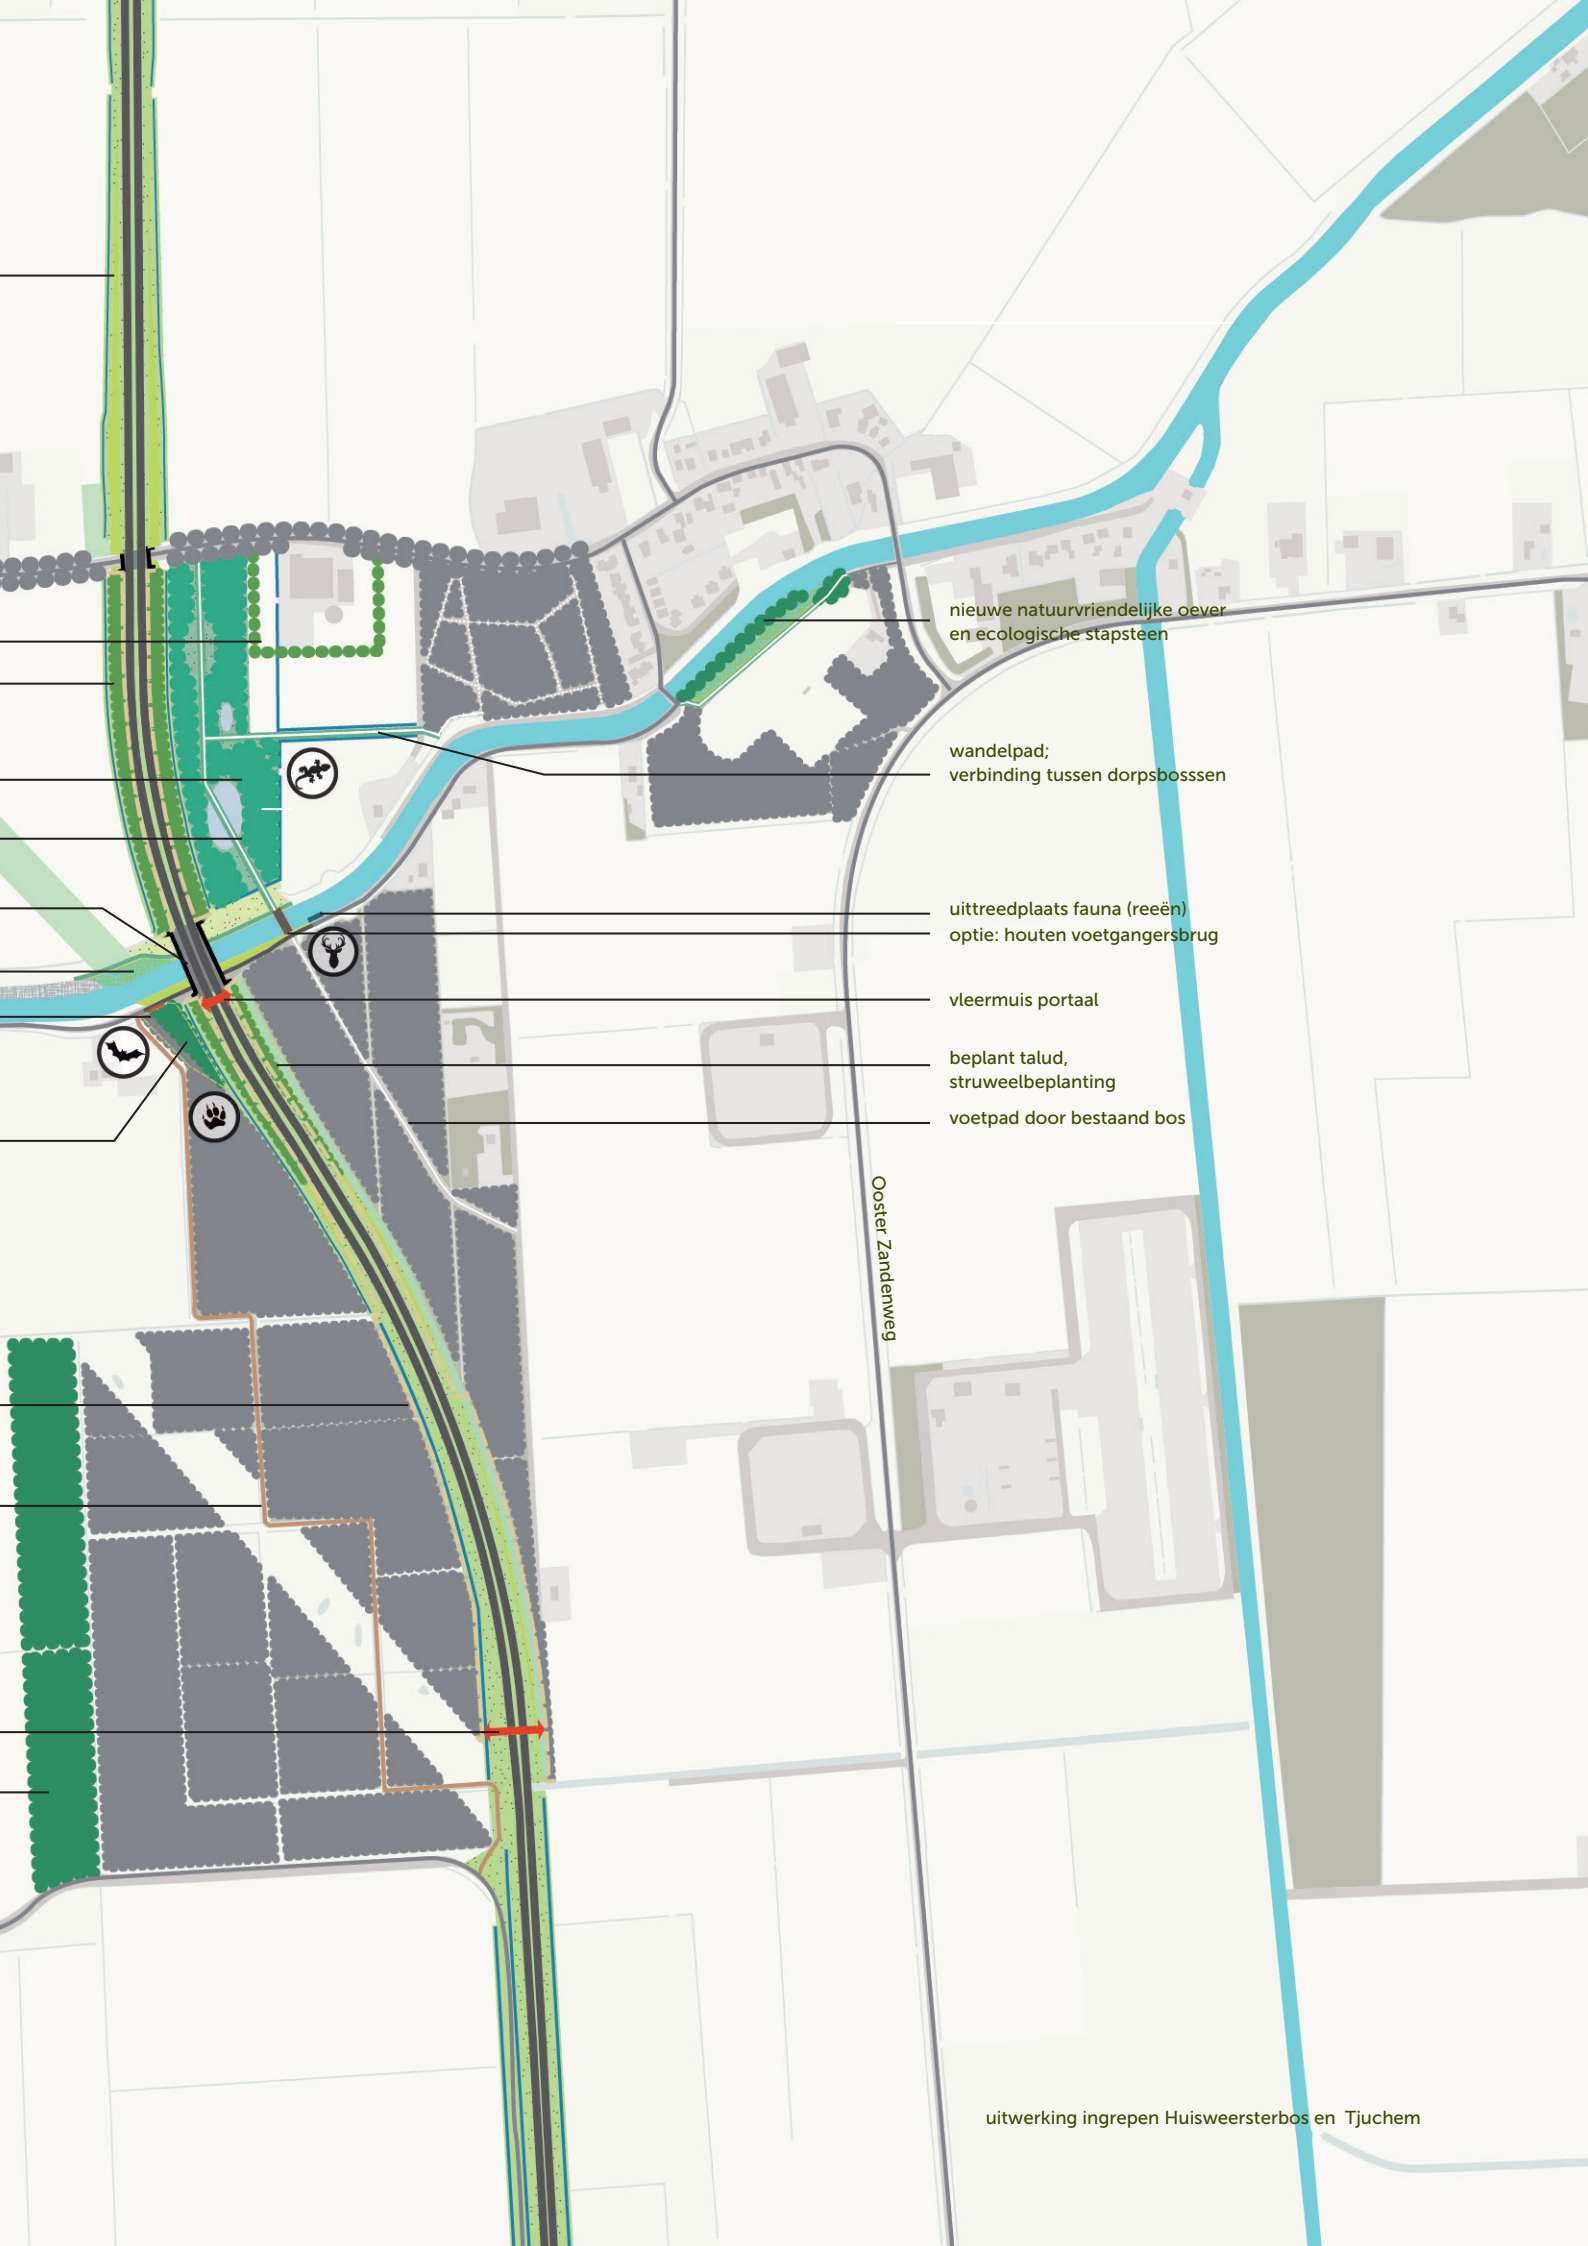 nieuwe natuurvriendelijke oever
en ecologische stapsteen
wandelpad;
verbinding tussen dorpsbosssen
uittreedplaats fauna (reeën)
optie: houten voetgangersbrug
vleermuis portaal
beplant talud,
struweelbeplanting
voetpad door bestaand bos
Ooster Zandenweg
uitwerking ingrepen Huisweersterbos en Tjuchem